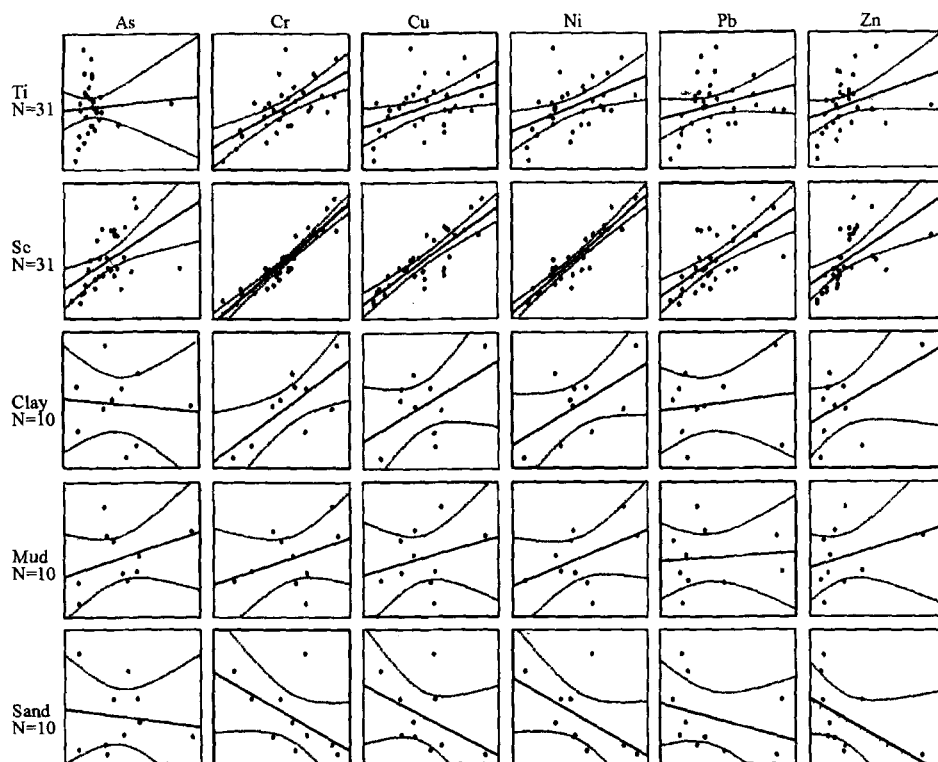 As Cr Cu Ni Pb Zn
Ti
N=31
Sc
N=31
Clay
N=10
Mud
N=10
Sand
N=10